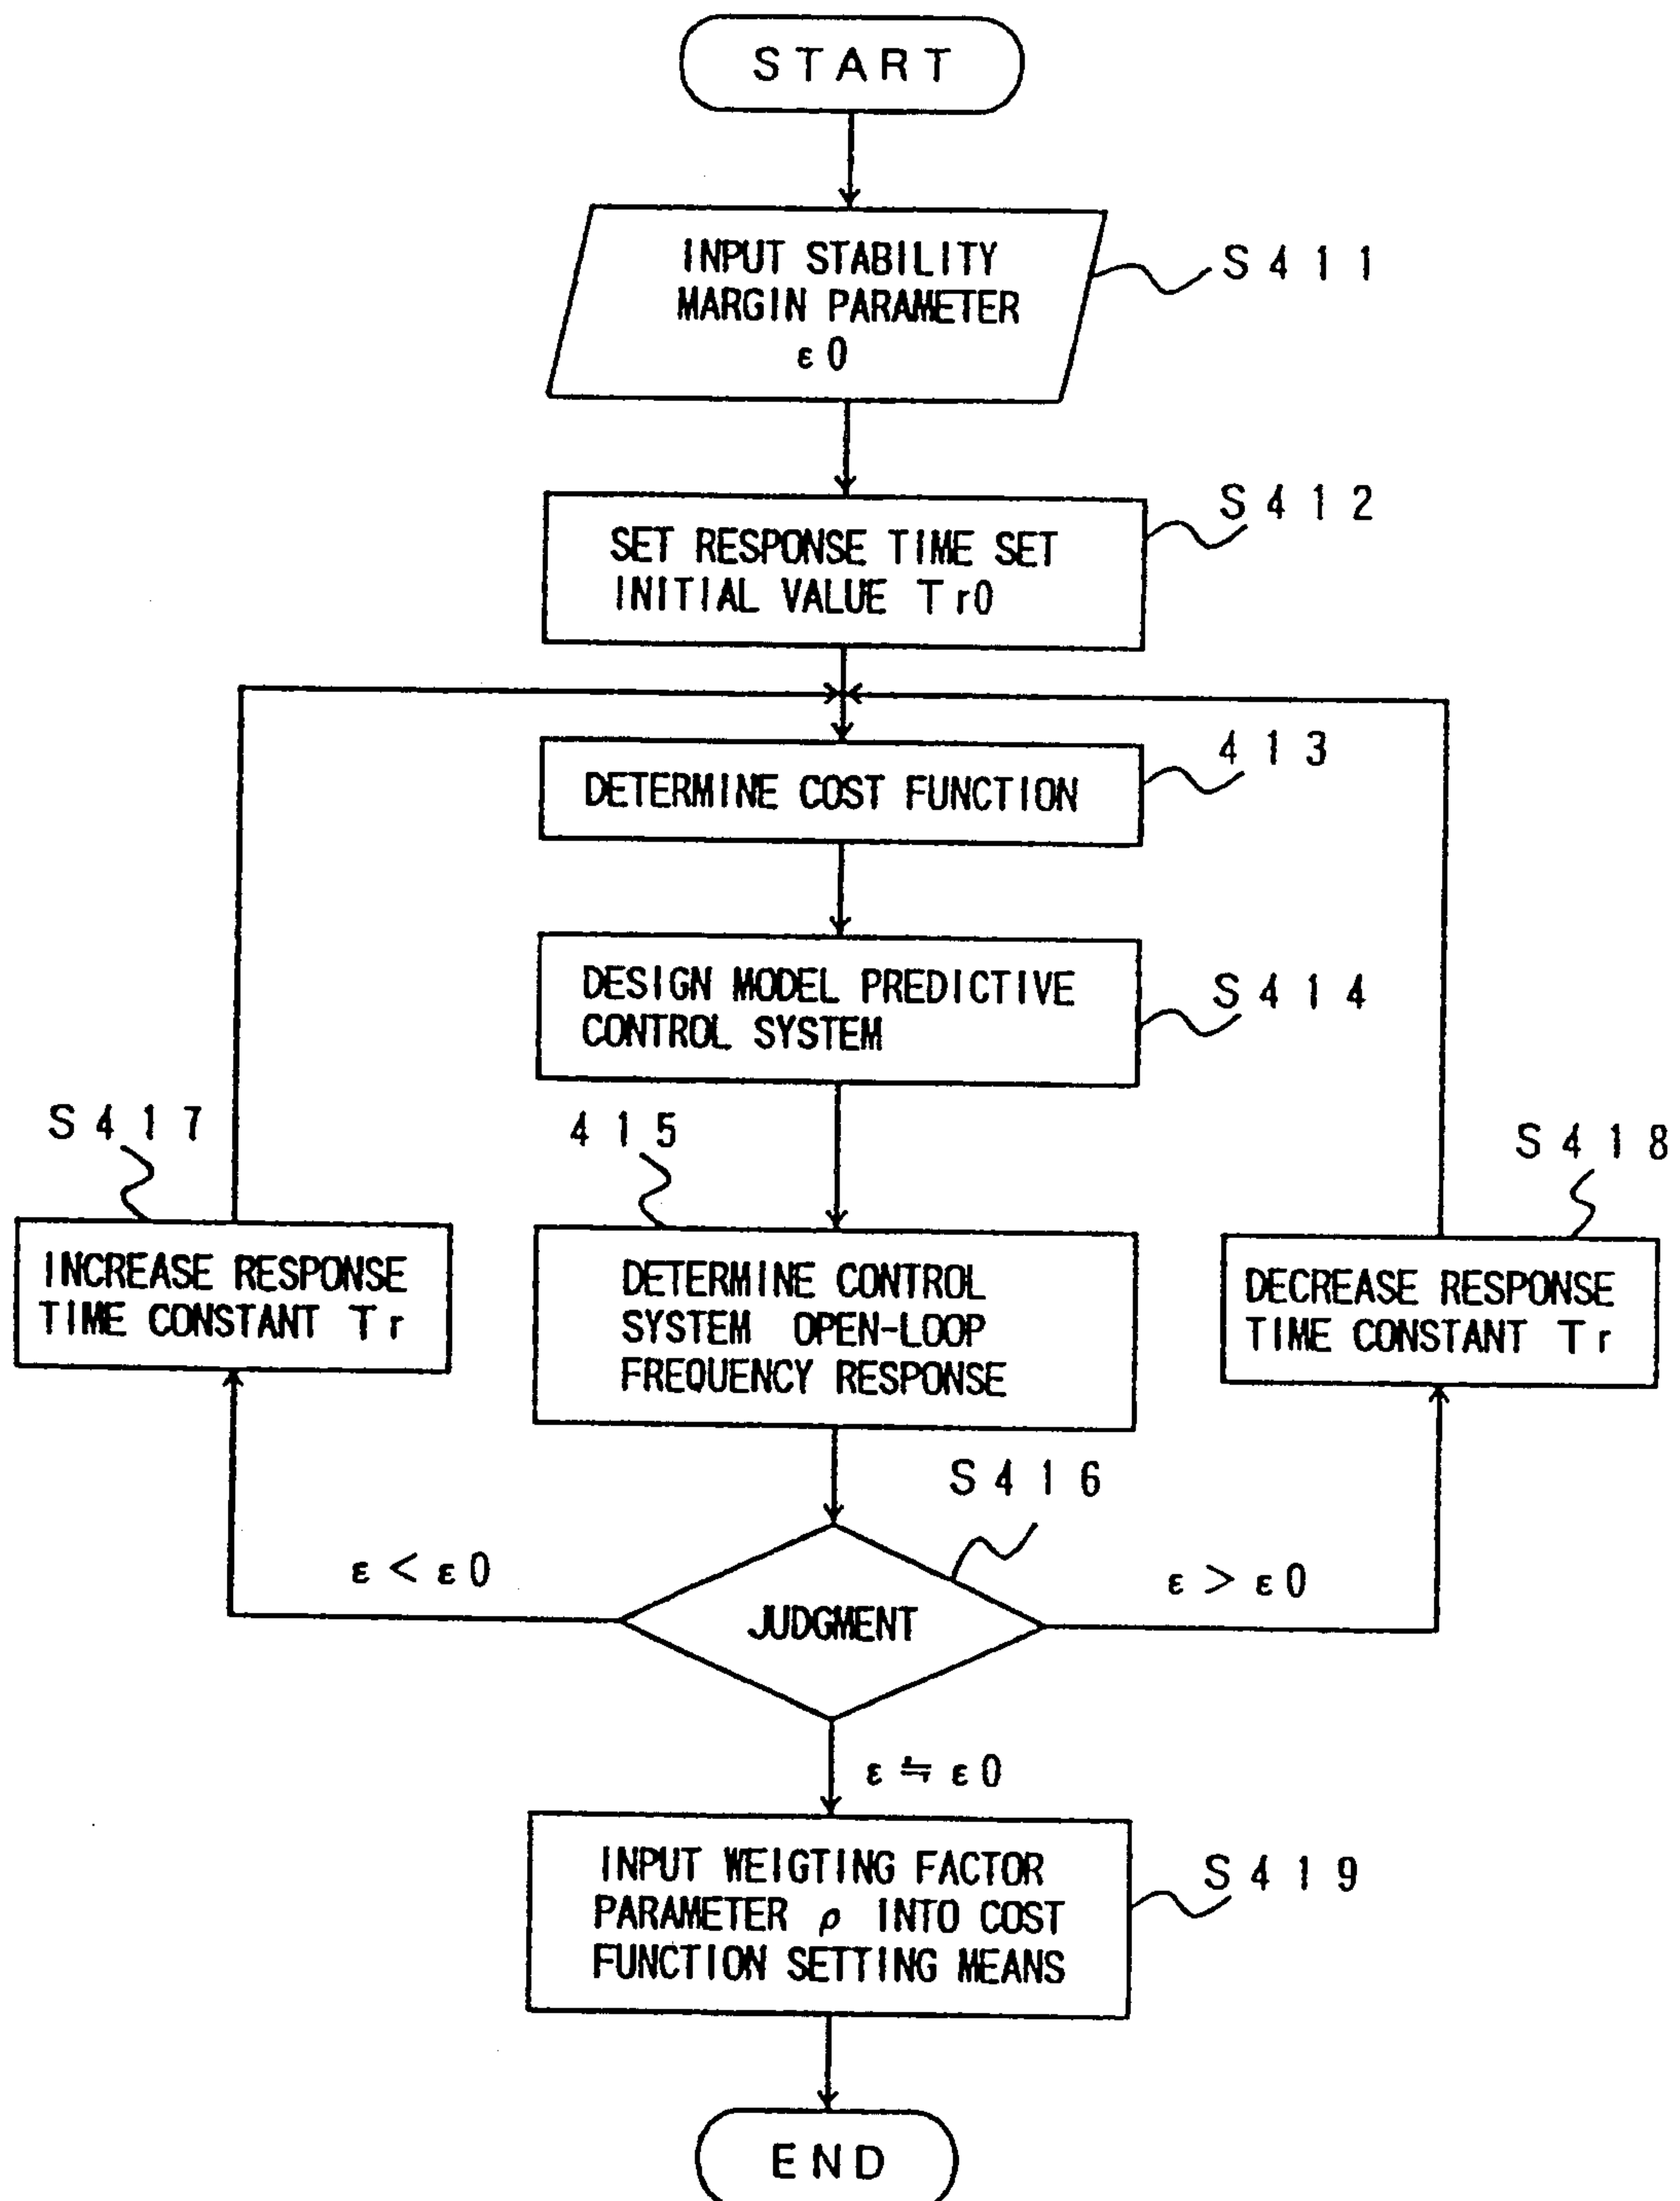 START
INPUT STABILITY
MARGIN PARAMETER
ε0
S411
SET RESPONSE TIME SET
INITIAL VALUE Tr0
S412
DETERMINE COST FUNCTION
413
DESIGN MODEL PREDICTIVE
CONTROL SYSTEM
S414
S417
415
S418
INCREASE RESPONSE
TIME CONSTANT Tr
DETERMINE CONTROL
SYSTEM OPEN-LOOP
FREQUENCY RESPONSE
DECREASE RESPONSE
TIME CONSTANT Tr
S416
ε < ε0
JUDGMENT
ε > ε0
ε ≒ ε0
INPUT WEIGTING FACTOR
PARAMETER ρ INTO COST
FUNCTION SETTING MEANS
S419
END